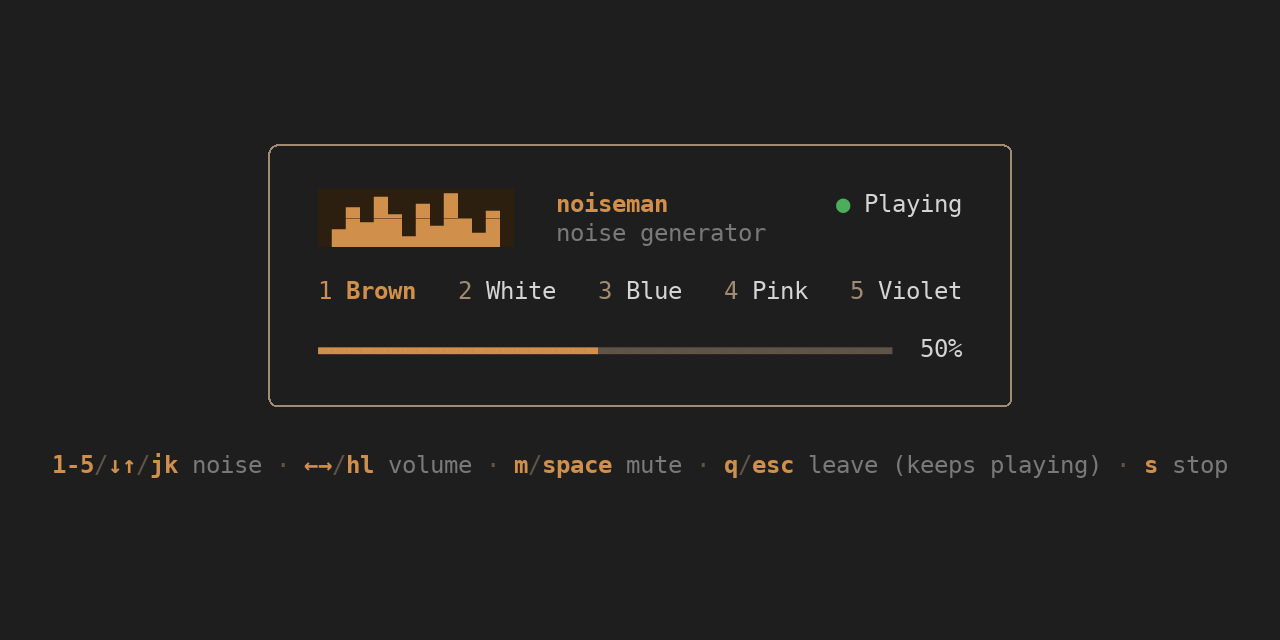 noiseman ● Playing
noise generator
1 Brown 2 White 3 Blue 4 Pink 5 Violet
50%
1-5/↓↑/jk noise · ←→/hl volume · m/space mute · q/esc leave (keeps playing) · s stop